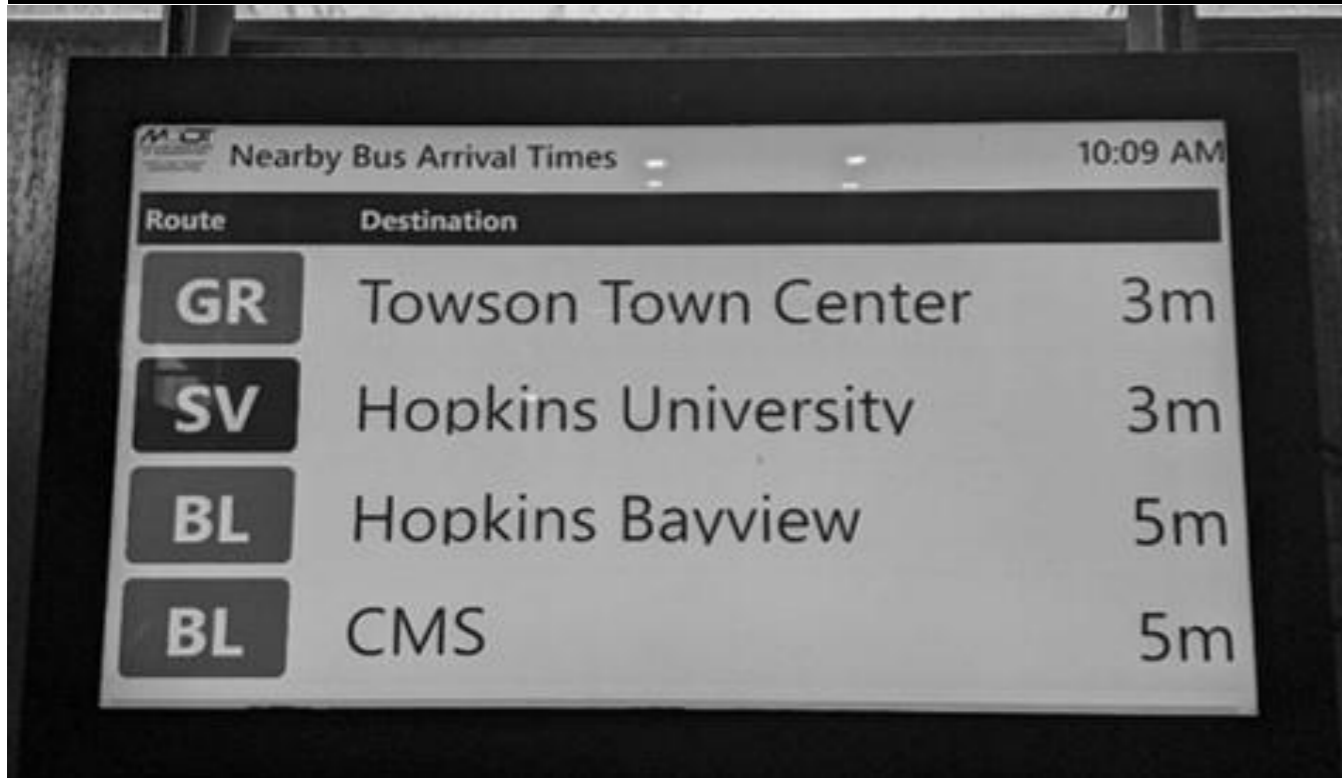 Nearby Bus Arrival Times 10:09 AM
Route Destination
GR Towson Town Center 3m
SV Hopkins University 3m
BL Hopkins Bayview 5m
BL CMS 5m